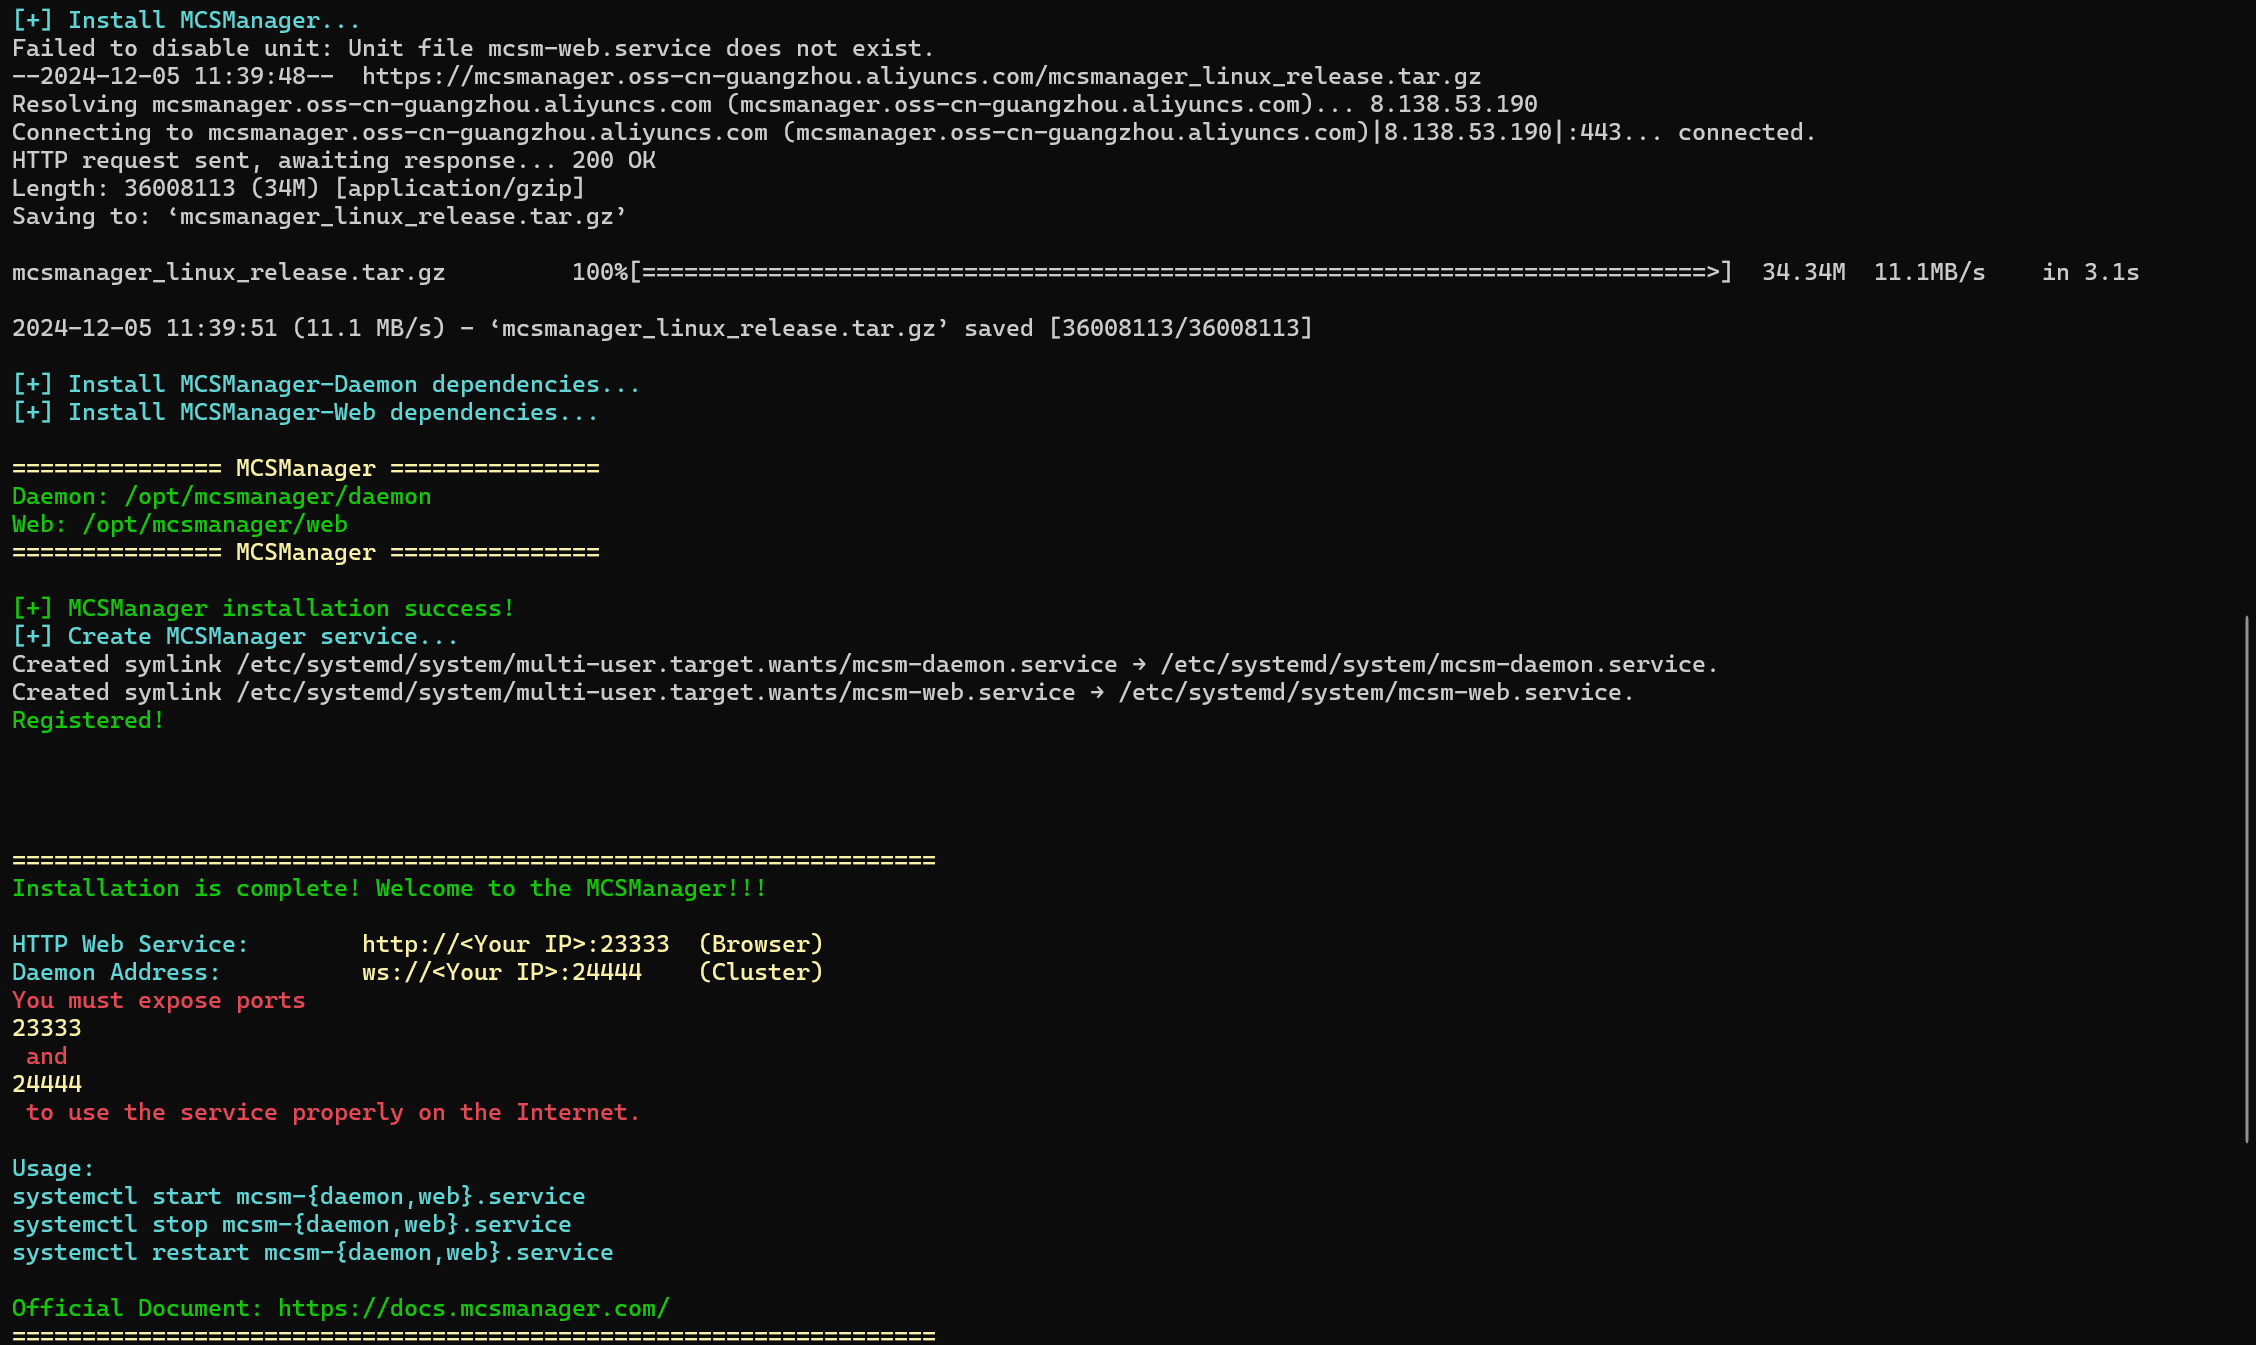 [+] Install MCSManager...
Failed to disable unit: Unit file mcsm-web.service does not exist.
--2024-12-05 11:39:48--  https://mcsmanager.oss-cn-guangzhou.aliyuncs.com/mcsmanager_linux_release.tar.gz
Resolving mcsmanager.oss-cn-guangzhou.aliyuncs.com (mcsmanager.oss-cn-guangzhou.aliyuncs.com)... 8.138.53.190
Connecting to mcsmanager.oss-cn-guangzhou.aliyuncs.com (mcsmanager.oss-cn-guangzhou.aliyuncs.com)|8.138.53.190|:443... connected.
HTTP request sent, awaiting response... 200 OK
Length: 36008113 (34M) [application/gzip]
Saving to: ‘mcsmanager_linux_release.tar.gz’
mcsmanager_linux_release.tar.gz         100%[============================================================================>]  34.34M  11.1MB/s    in 3.1s
2024-12-05 11:39:51 (11.1 MB/s) - ‘mcsmanager_linux_release.tar.gz’ saved [36008113/36008113]
[+] Install MCSManager-Daemon dependencies...
[+] Install MCSManager-Web dependencies...
=============== MCSManager ===============
Daemon: /opt/mcsmanager/daemon
Web: /opt/mcsmanager/web
=============== MCSManager ===============
[+] MCSManager installation success!
[+] Create MCSManager service...
Created symlink /etc/systemd/system/multi-user.target.wants/mcsm-daemon.service → /etc/systemd/system/mcsm-daemon.service.
Created symlink /etc/systemd/system/multi-user.target.wants/mcsm-web.service → /etc/systemd/system/mcsm-web.service.
Registered!
==================================================================
Installation is complete! Welcome to the MCSManager!!!
HTTP Web Service:        http://<Your IP>:23333  (Browser)
Daemon Address:          ws://<Your IP>:24444    (Cluster)
You must expose ports
23333
 and
24444
 to use the service properly on the Internet.
Usage:
systemctl start mcsm-{daemon,web}.service
systemctl stop mcsm-{daemon,web}.service
systemctl restart mcsm-{daemon,web}.service
Official Document: https://docs.mcsmanager.com/
==================================================================